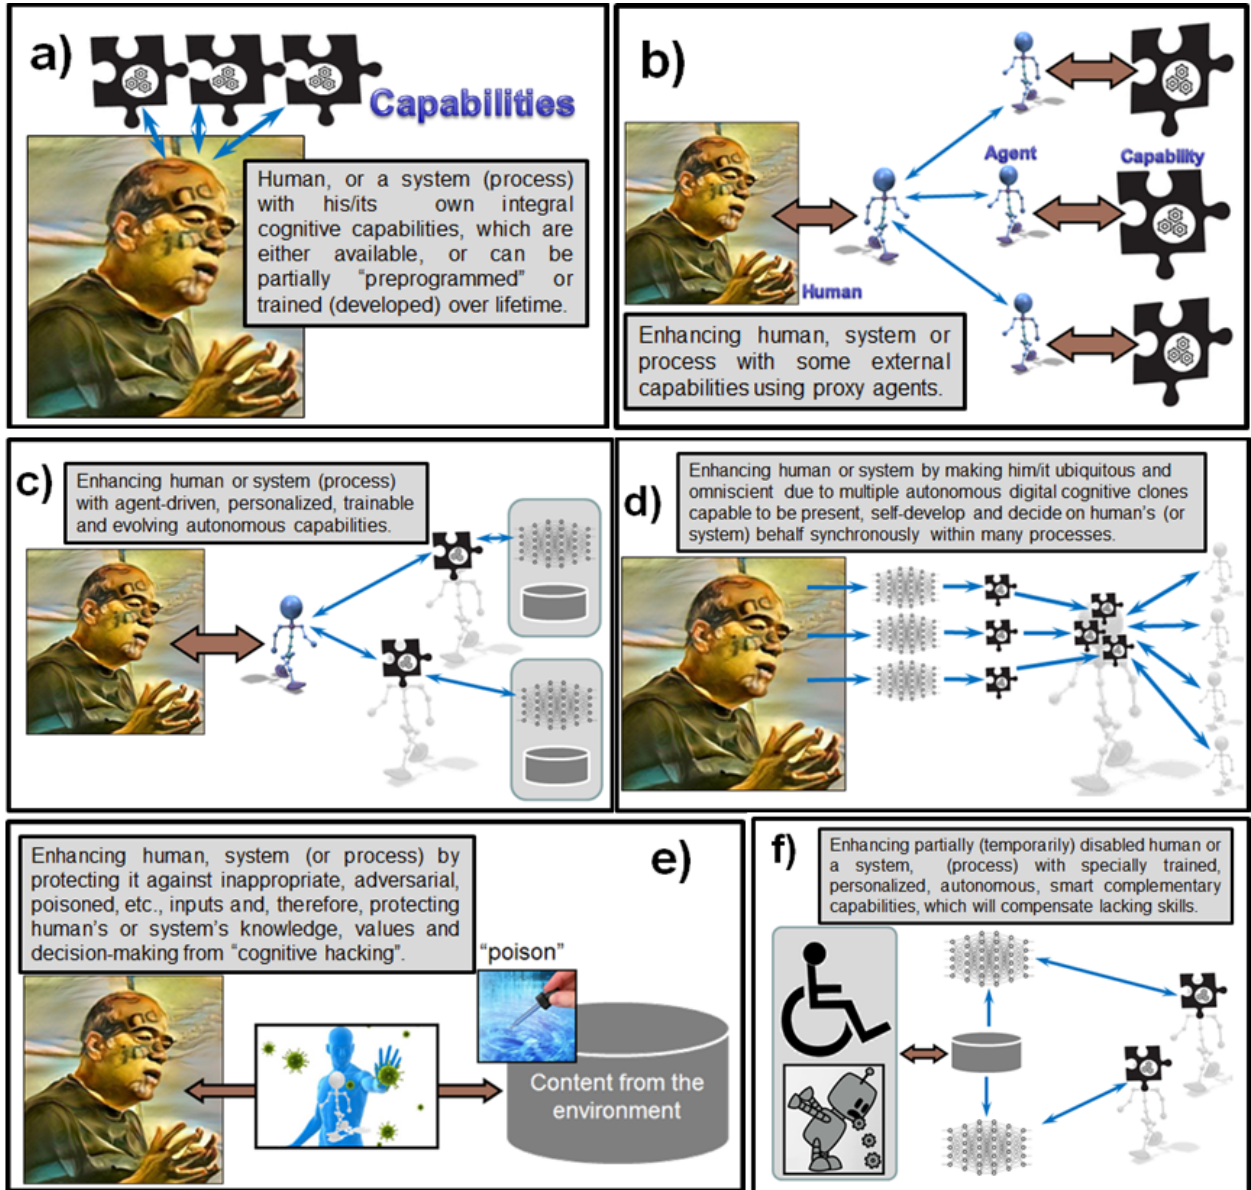 a)
Capabilities
Human, or a system (process)
with his/its own integral
cognitive capabilities, which are
either available, or can be
partially “preprogrammed” or
trained (developed) over lifetime.
b)
Agent
Capability
Human
Enhancing human, system or
process with some external
capabilities using proxy agents.
c)
Enhancing human or system (process)
with agent-driven, personalized, trainable
and evolving autonomous capabilities.
d)
Enhancing human or system by making him/it ubiquitous and
omniscient due to multiple autonomous digital cognitive clones
capable to be present, self-develop and decide on human’s (or
system) behalf synchronously within many processes.
e)
Enhancing human, system (or process) by
protecting it against inappropriate, adversarial,
poisoned, etc., inputs and, therefore, protecting
human’s or system’s knowledge, values and
decision-making from “cognitive hacking”.
“poison”
Content from the
environment
f)
Enhancing partially (temporarily) disabled human or
a system, (process) with specially trained,
personalized, autonomous, smart complementary
capabilities, which will compensate lacking skills.